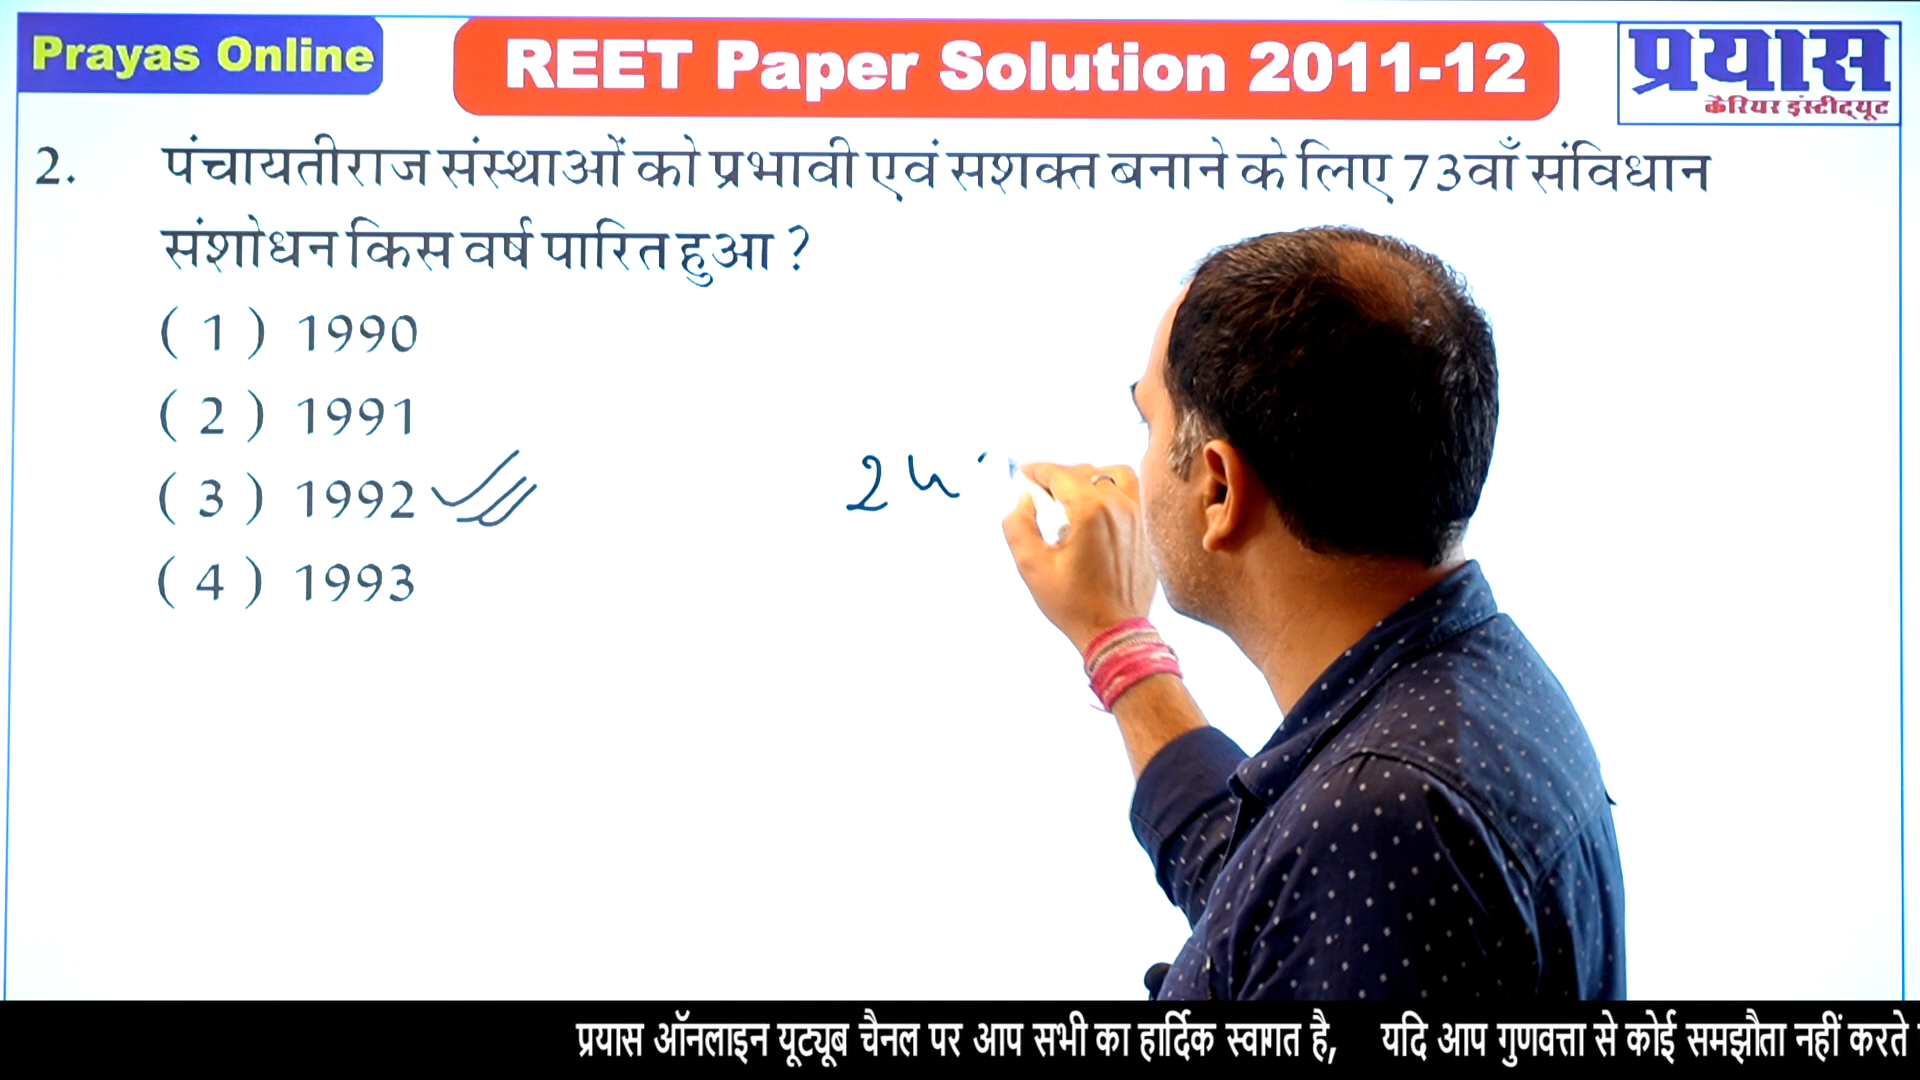 Prayas Online
REET Paper Solution 2011-12
प्रयास
कैरियर इंस्टीट्यूट
2. पंचायतीराज संस्थाओं को प्रभावी एवं सशक्त बनाने के लिए 73वाँ संविधान
संशोधन किस वर्ष पारित हुआ ?
( 1 ) 1990
( 2 ) 1991
( 3 ) 1992
( 4 ) 1993
प्रयास ऑनलाइन यूट्यूब चैनल पर आप सभी का हार्दिक स्वागत है, यदि आप गुणवत्ता से कोई समझौता नहीं करते